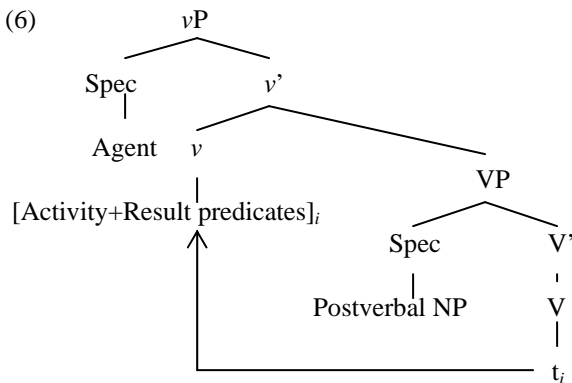 (6) vP
Spec v'
Agent v
VP
[Activity+Result predicates]i
Spec V'
Postverbal NP V
ti